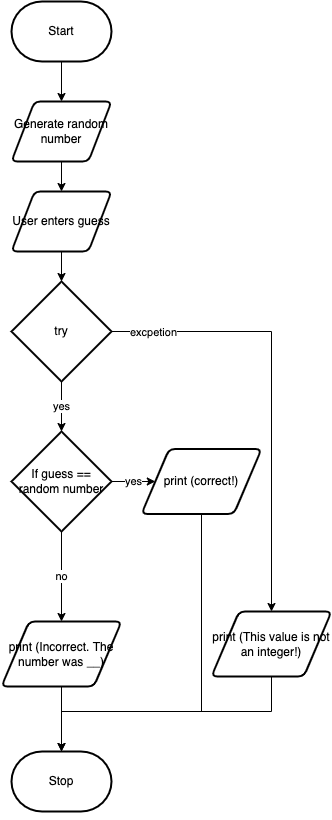 Start
Generate random
number
User enters guess
try
excpetion
yes
If guess ==
random number
yes
print (correct!)
no
print (Incorrect. The
number was __)
print (This value is not
an integer!)
Stop